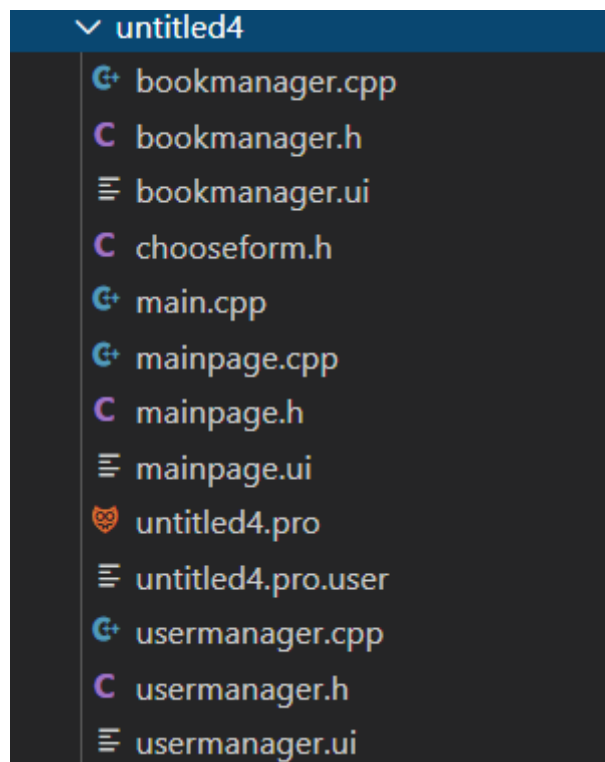 untitled4
bookmanager.cpp
bookmanager.h
bookmanager.ui
chooseform.h
main.cpp
mainpage.cpp
mainpage.h
mainpage.ui
untitled4.pro
untitled4.pro.user
usermanager.cpp
usermanager.h
usermanager.ui